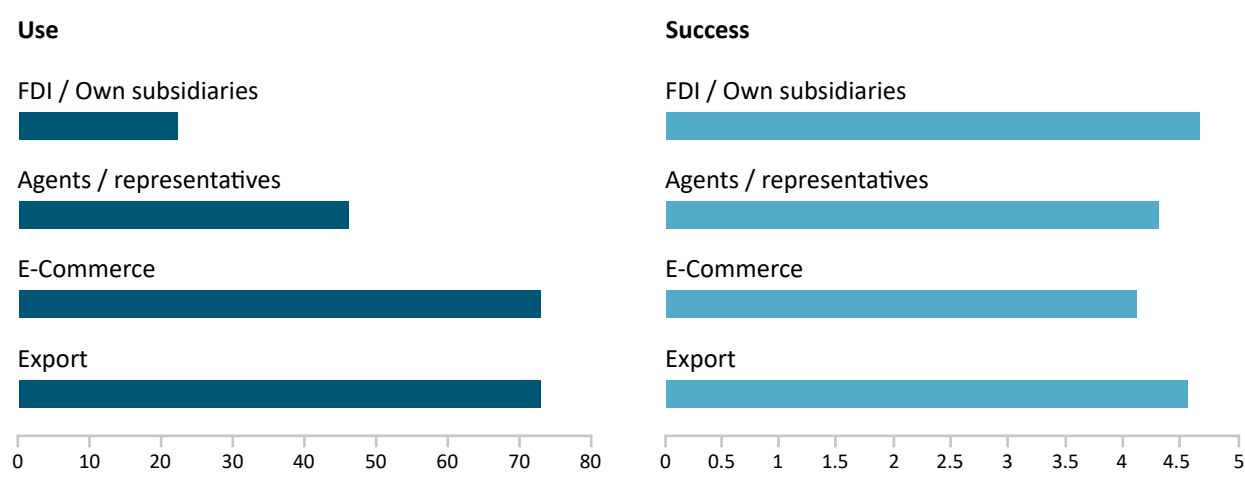 Use
FDI / Own subsidiaries
Agents / representatives
E-Commerce
Export
0 10 20 30 40 50 60 70 80
Success
FDI / Own subsidiaries
Agents / representatives
E-Commerce
Export
0 0.5 1 1.5 2 2.5 3 3.5 4 4.5 5